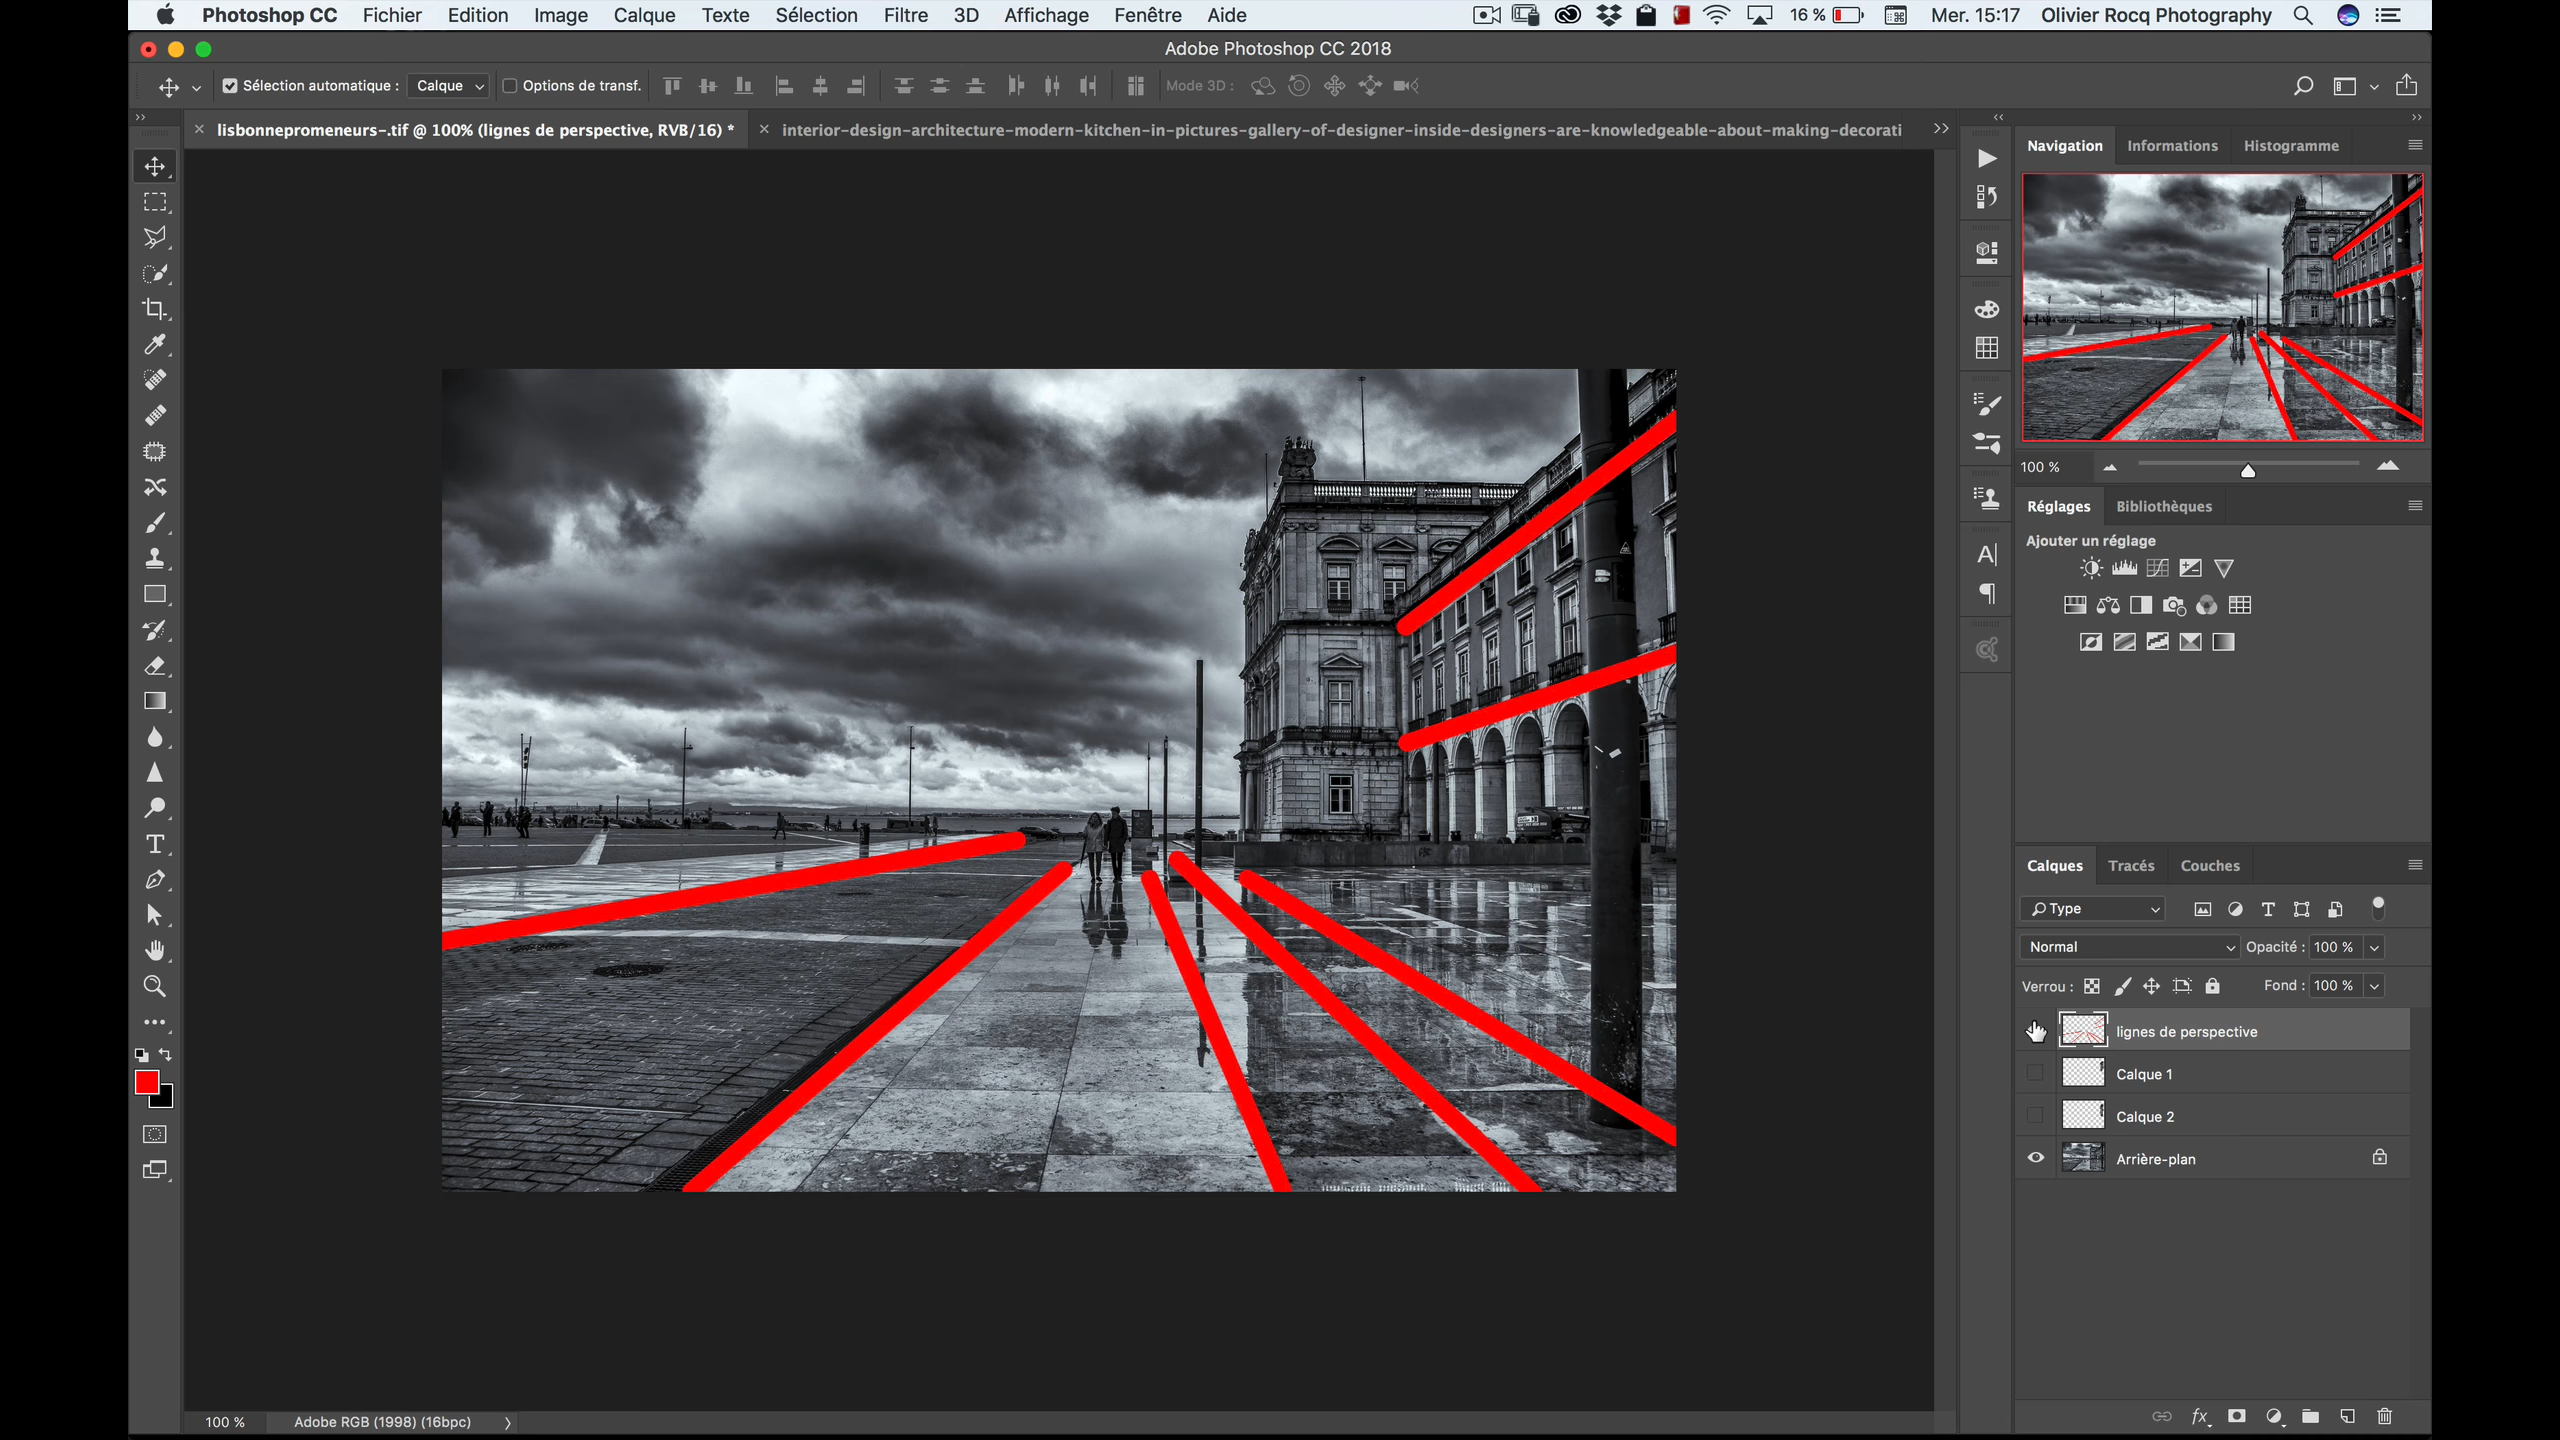 Photoshop CC Fichier Edition Image Calque Texte Sélection Filtre 3D Affichage Fenêtre Aide 16 % Mer. 15:17 Olivier Rocq Photography
Adobe Photoshop CC 2018
Sélection automatique : Calque Options de transf. Mode 3D :
lisbonnepromeneurs-.tif @ 100% (lignes de perspective, RVB/16) * interior-design-architecture-modern-kitchen-in-pictures-gallery-of-designer-inside-designers-are-knowledgeable-about-making-decorati
Navigation Informations Histogramme
100 %
Réglages Bibliothèques
Ajouter un réglage
Calques Tracés Couches
Type
Normal Opacité : 100 %
Verrou : Fond : 100 %
lignes de perspective
Calque 1
Calque 2
Arrière-plan
100 % Adobe RGB (1998) (16bpc)